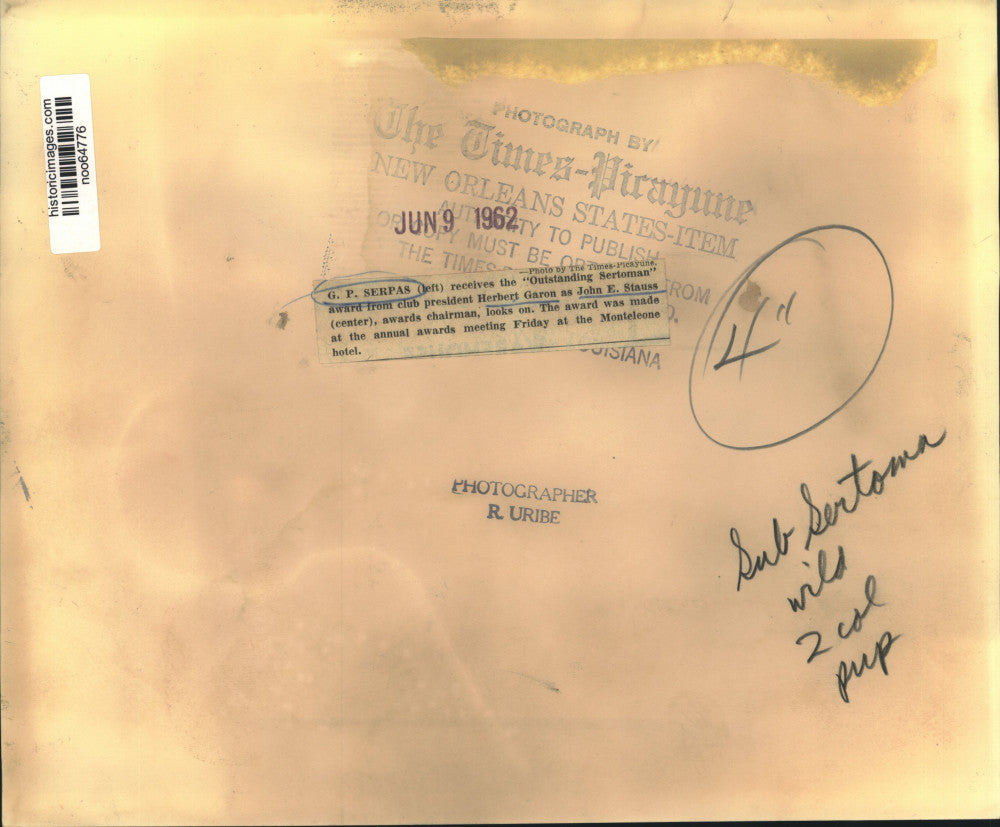 historicimages.com
noo64776
PHOTOGRAPH BY
The Times-Picayune
NEW ORLEANS STATES-ITEM
JUN 9 1962
TO PUBLISH
OR COPY MUST BE
THE TIMES
FROM
—Photo by The Times-Picayune.
G. P. SERPAS (left) receives the "Outstanding Sertoman"
award from club president Herbert Garon as John E. Stauss
(center), awards chairman, looks on. The award was made
at the annual awards meeting Friday at the Monteleone
hotel.
4"
PHOTOGRAPHER
R. URIBE
Sub Sertoma
wild
2 col
pup